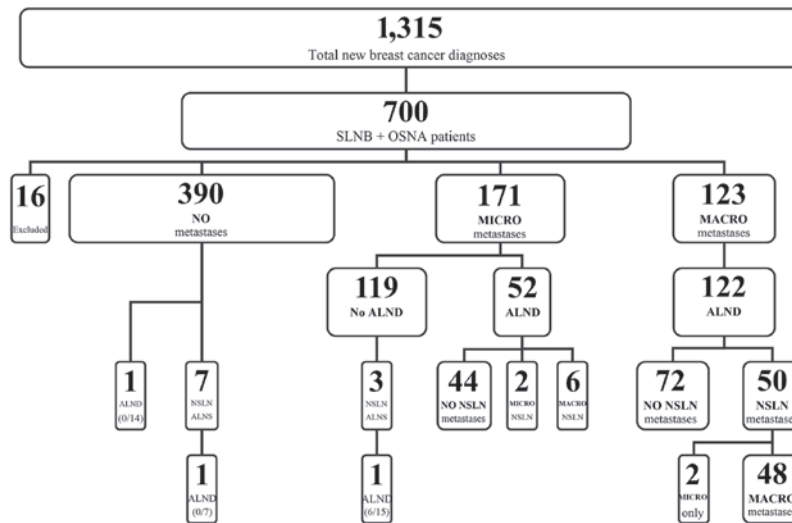 1,315
Total new breast cancer diagnoses
700
SLNB + OSNA patients
16
Excluded
390
NO
metastases
171
MICRO
metastases
123
MACRO
metastases
119
No ALND
52
ALND
122
ALND
1
ALND
(0/14)
7
NSLN
ALNS
3
NSLN
ALNS
44
NO NSLN
metastases
2
MICRO
NSLN
6
MACRO
NSLN
72
NO NSLN
metastases
50
NSLN
metastases
1
ALND
(0/7)
1
ALND
(6/15)
2
MICRO
only
48
MACRO
metastases